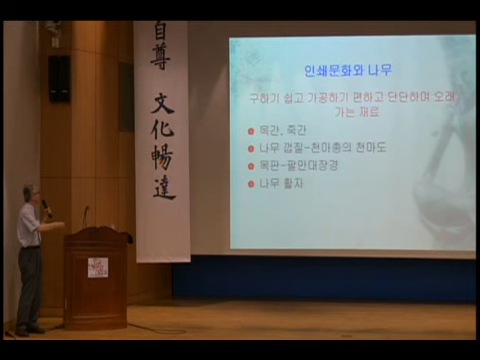 自尊 文化暢達
인쇄문화와 나무
구하기 쉽고 가공하기 편하고 단단하며 오래
가는 재료
목간, 죽간
나무 껍질-천마총의 천마도
목판-팔만대장경
나무 활자